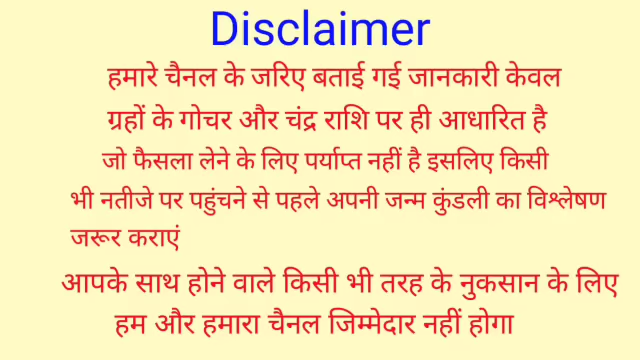 Disclaimer
हमारे चैनल के जरिए बताई गई जानकारी केवल
ग्रहों के गोचर और चंद्र राशि पर ही आधारित है
जो फैसला लेने के लिए पर्याप्त नहीं है इसलिए किसी
भी नतीजे पर पहुंचने से पहले अपनी जन्म कुंडली का विश्लेषण
जरूर कराएं
आपके साथ होने वाले किसी भी तरह के नुकसान के लिए
हम और हमारा चैनल जिम्मेदार नहीं होगा